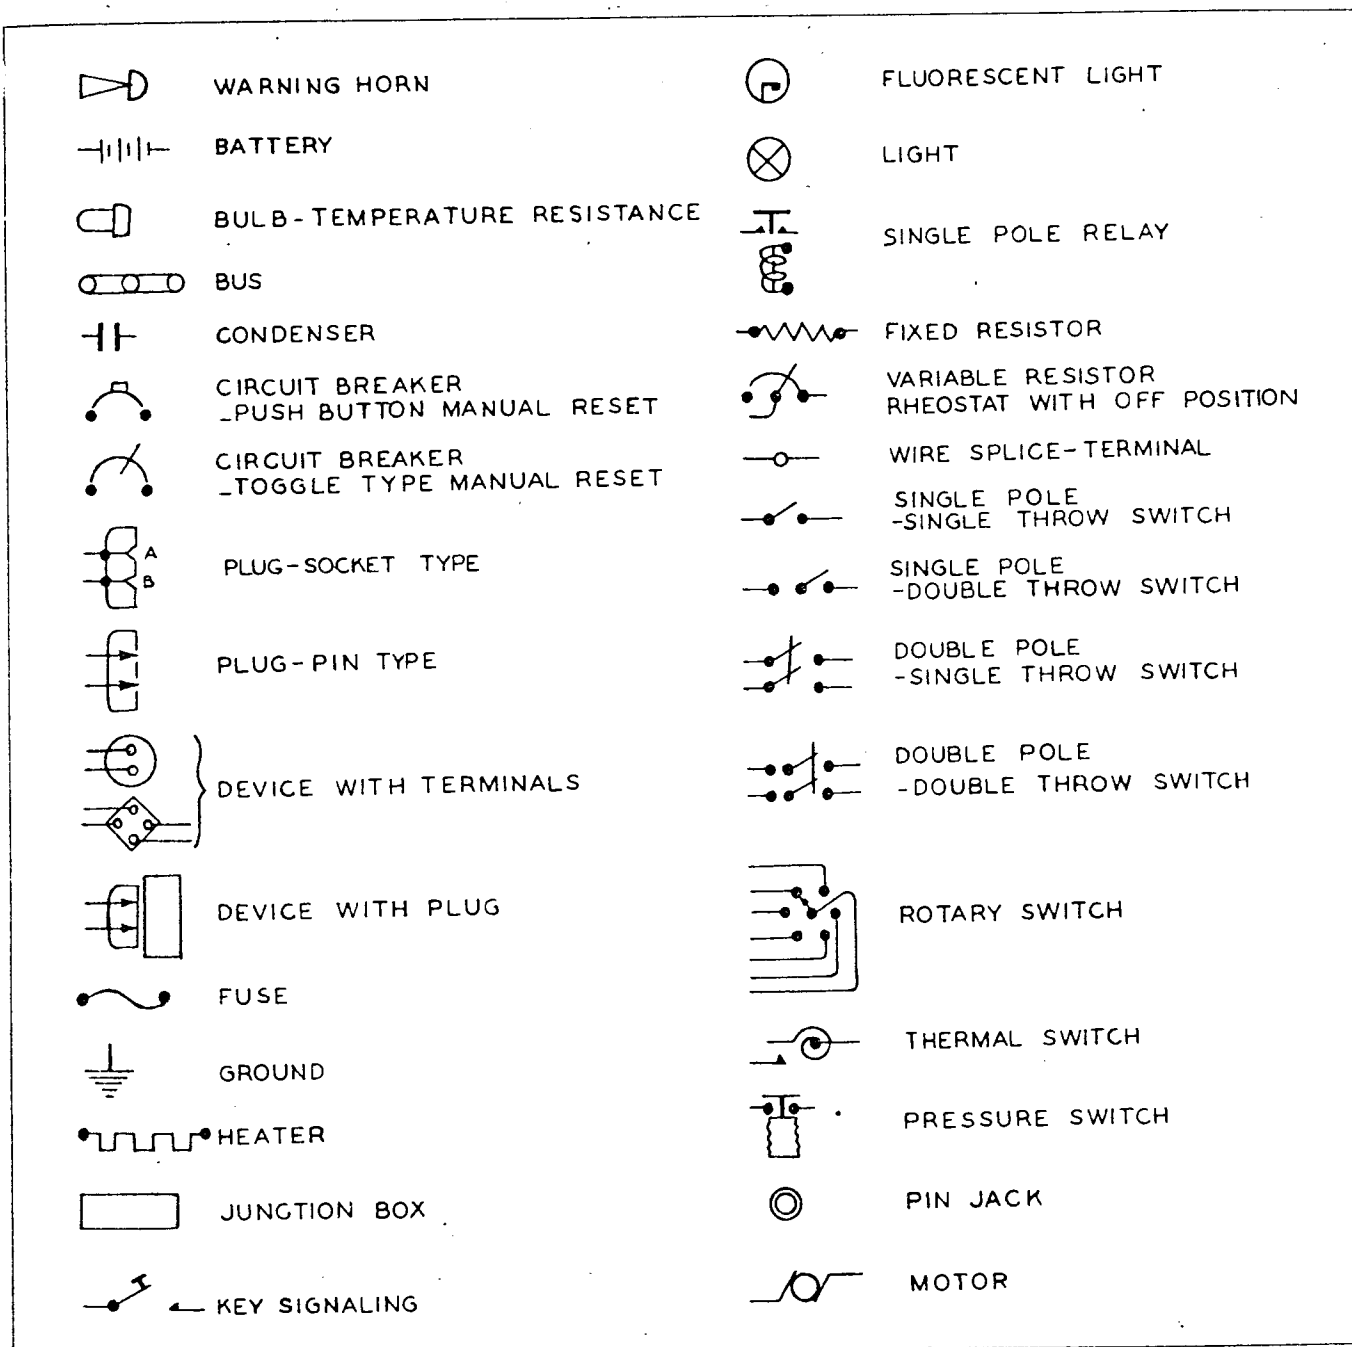 WARNING HORN
BATTERY
BULB-TEMPERATURE RESISTANCE
BUS
CONDENSER
CIRCUIT BREAKER
-PUSH BUTTON MANUAL RESET
CIRCUIT BREAKER
-TOGGLE TYPE MANUAL RESET
A
PLUG-SOCKET TYPE
B
PLUG-PIN TYPE
DEVICE WITH TERMINALS
DEVICE WITH PLUG
FUSE
GROUND
HEATER
JUNCTION BOX
KEY SIGNALING
FLUORESCENT LIGHT
LIGHT
SINGLE POLE RELAY
FIXED RESISTOR
VARIABLE RESISTOR
RHEOSTAT WITH OFF POSITION
WIRE SPLICE-TERMINAL
SINGLE POLE
-SINGLE THROW SWITCH
SINGLE POLE
-DOUBLE THROW SWITCH
DOUBLE POLE
-SINGLE THROW SWITCH
DOUBLE POLE
-DOUBLE THROW SWITCH
ROTARY SWITCH
THERMAL SWITCH
PRESSURE SWITCH
PIN JACK
MOTOR